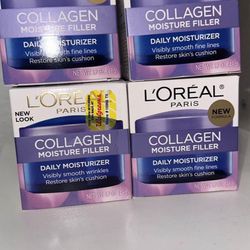 COLLAGEN
MOISTURE FILLER
DAILY MOISTURIZER
Visibly smooth fine lines
Restore skin's cushion
COLLAGEN
MOISTURE FILLER
DAILY MOISTURIZER
Visibly smooth fine lines
Restore skin's cushion
L'ORÉAL
PARIS
NEW
LOOK
COLLAGEN
MOISTURE FILLER
DAILY MOISTURIZER
Visibly smooth wrinkles
Restore skin's cushion
L'ORÉAL
PARIS
NEW
FORMULA
COLLAGEN
MOISTURE FILLER
DAILY MOISTURIZER
Visibly smooth fine lines
Restore skin's cushion